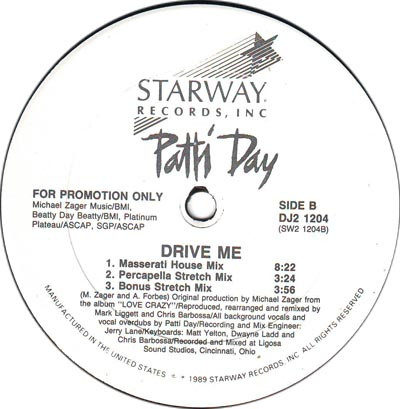 STARWAY
RECORDS, INC
Patti Day
FOR PROMOTION ONLY
Michael Zager Music/BMI,
Beatty Day Beatty/BMI, Platinum
Plateau/ASCAP, SGP/ASCAP
SIDE B
DJ2 1204
(SW2 1204B)
DRIVE ME
1. Masserati House Mix 8:22
2. Percapella Stretch Mix 3:24
3. Bonus Stretch Mix 3:56
(M. Zager and A. Forbes) Original production by Michael Zager from
the album "LOVE CRAZY"/Reproduced, rearranged and remixed by
Mark Liggett and Chris Barbossa/All background vocals and
vocal overdubs by Patti Day/Recording and Mix Engineer:
Jerry Lane/Keyboards: Matt Yelton, Dwayne Ladd and
Chris Barbossa/Recorded and Mixed at Ligosa
Sound Studios, Cincinnati, Ohio
MANUFACTURED IN THE UNITED STATES • * 1989 STARWAY RECORDS, INC. ALL RIGHTS RESERVED